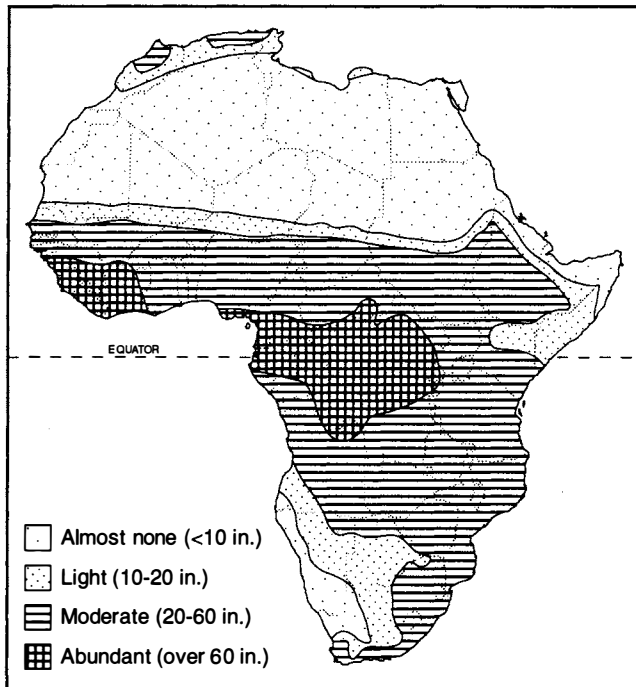 EQUATOR
Almost none (<10 in.)
Light (10-20 in.)
Moderate (20-60 in.)
Abundant (over 60 in.)